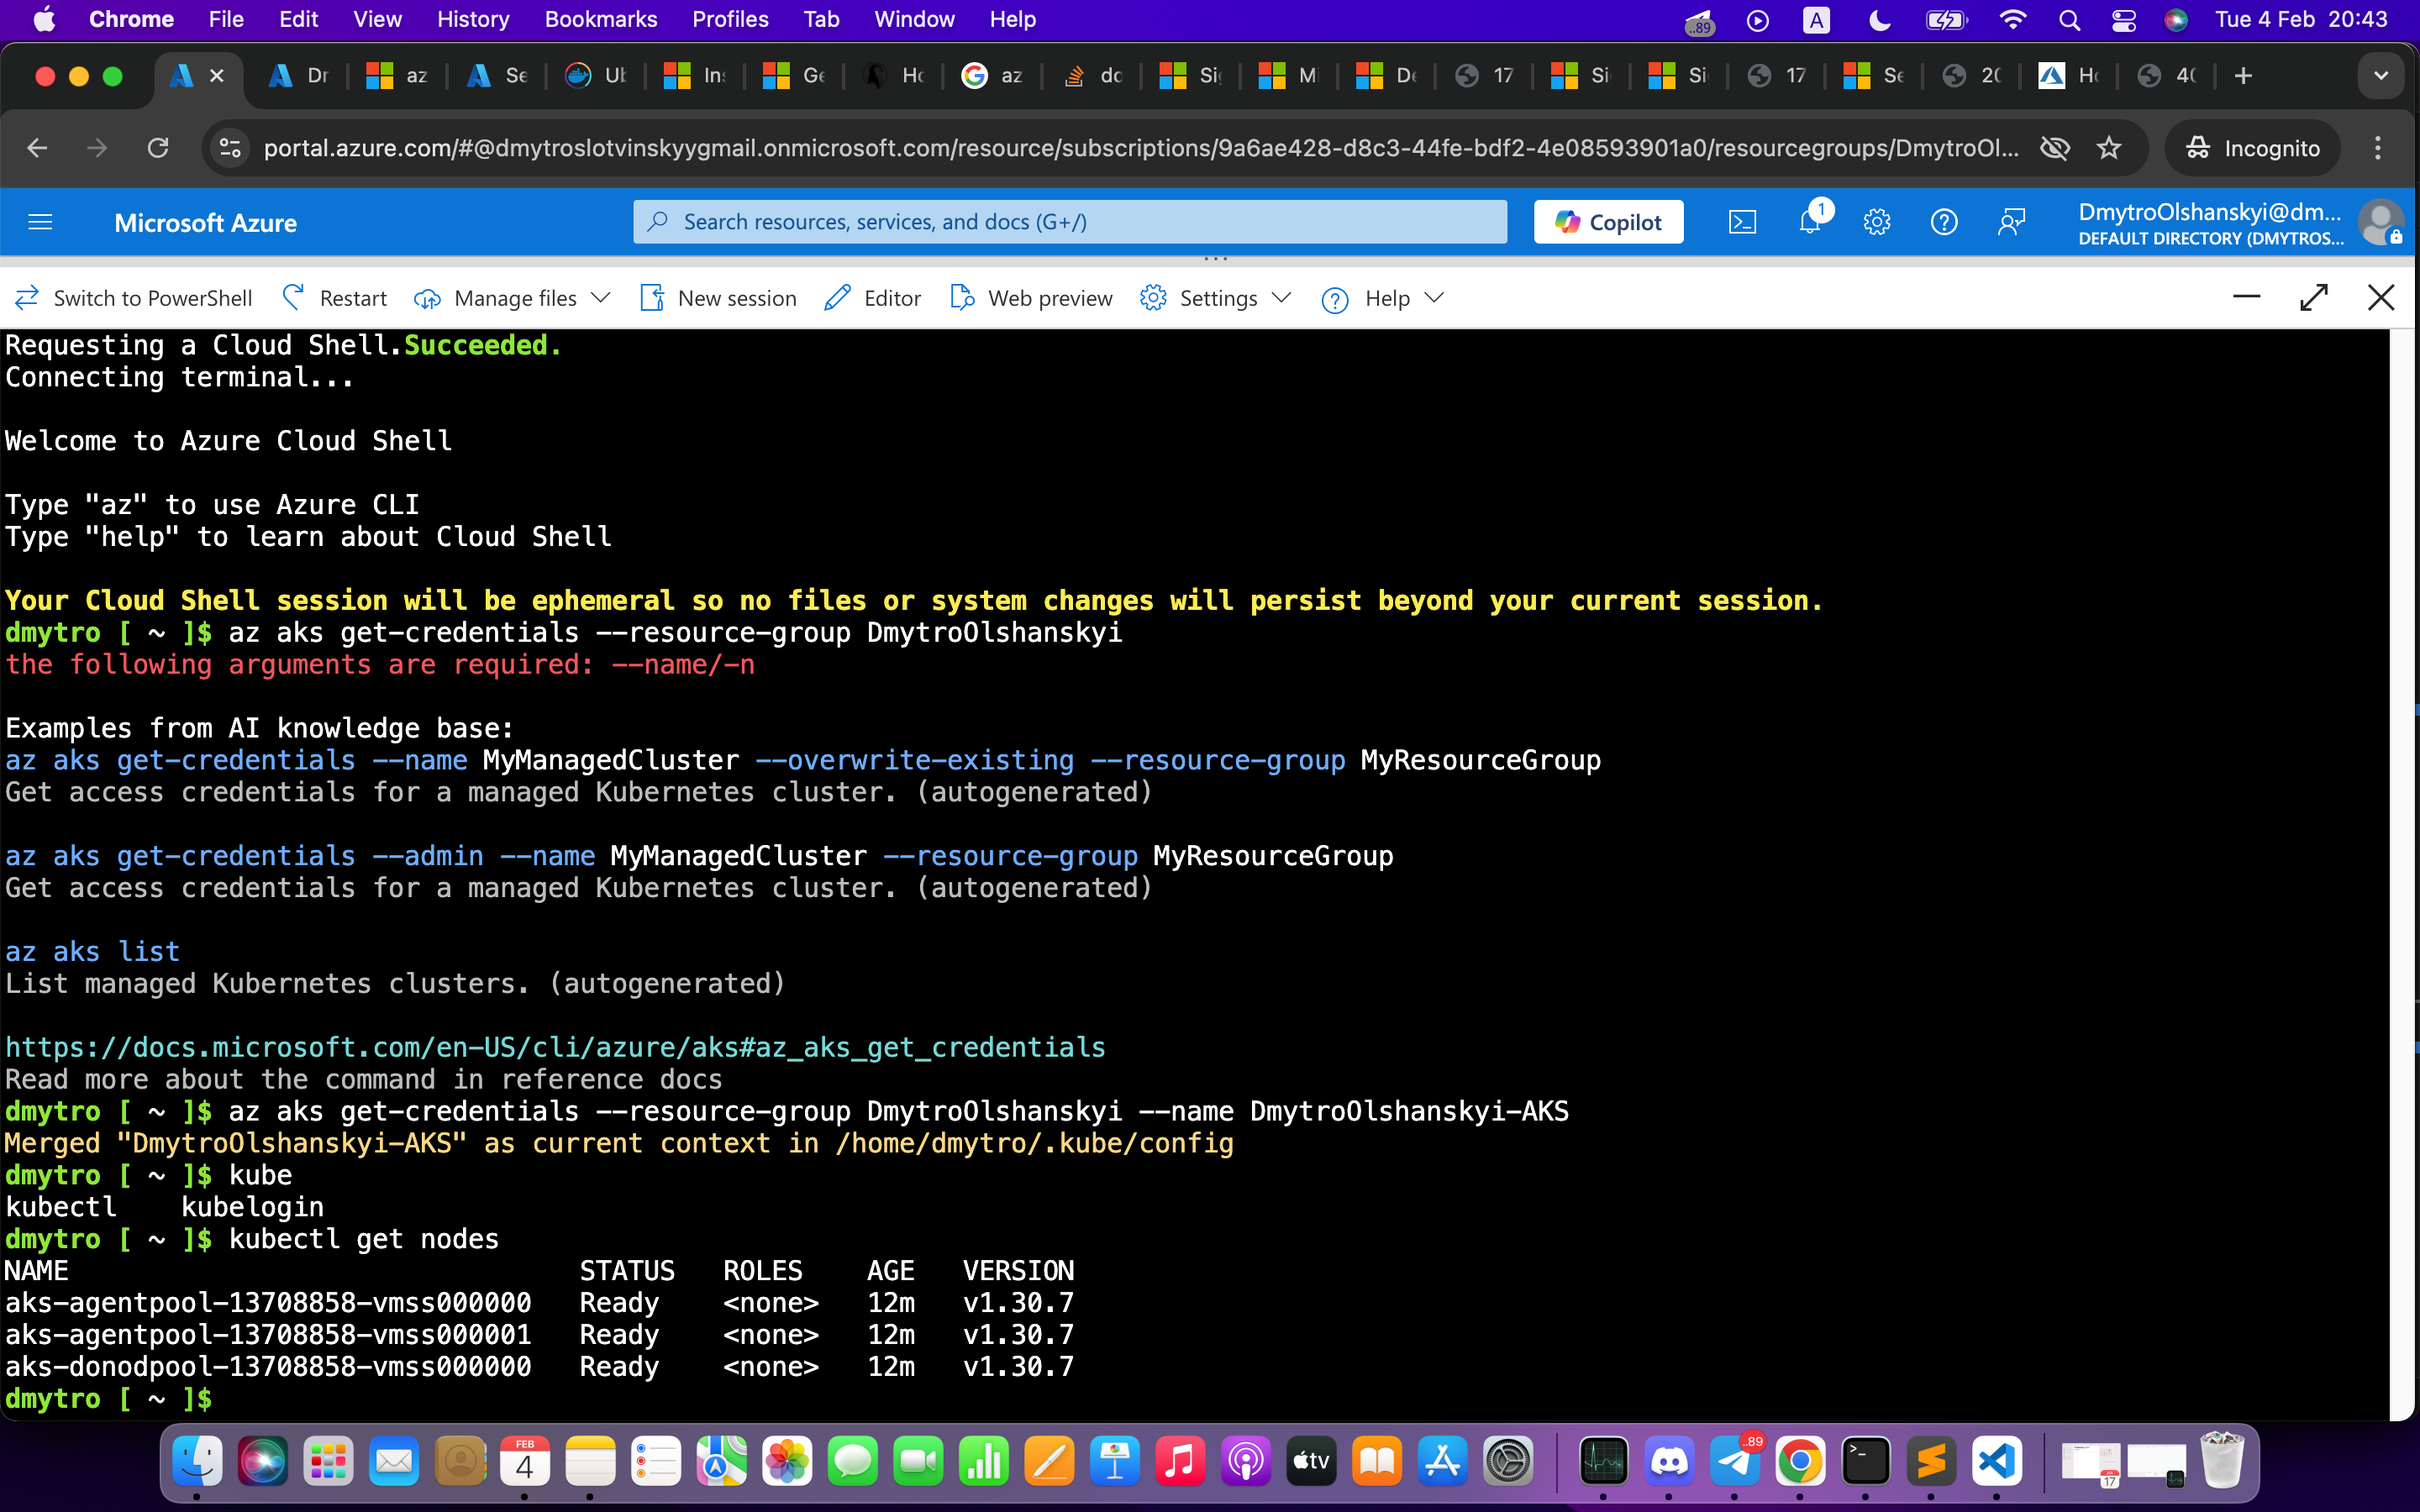 Chrome File Edit View History Bookmarks Profiles Tab Window Help ..89 A Tue 4 Feb 20:43
Dr az Se Ub Ins Ge Ho az do Sig Mi De 17 Si Si 17 Se 20 Ho 40
portal.azure.com/#@dmytroslotvinskyygmail.onmicrosoft.com/resource/subscriptions/9a6ae428-d8c3-44fe-bdf2-4e08593901a0/resourcegroups/DmytroOl... Incognito
Microsoft Azure Search resources, services, and docs (G+/) Copilot 1 DmytroOlshanskyi@dm...
DEFAULT DIRECTORY (DMYTROS...
Switch to PowerShell Restart Manage files New session Editor Web preview Settings Help
Requesting a Cloud Shell.Succeeded.
Connecting terminal...
Welcome to Azure Cloud Shell
Type "az" to use Azure CLI
Type "help" to learn about Cloud Shell
Your Cloud Shell session will be ephemeral so no files or system changes will persist beyond your current session.
dmytro [ ~ ]$ az aks get-credentials --resource-group DmytroOlshanskyi
the following arguments are required: --name/-n
Examples from AI knowledge base:
az aks get-credentials --name MyManagedCluster --overwrite-existing --resource-group MyResourceGroup
Get access credentials for a managed Kubernetes cluster. (autogenerated)
az aks get-credentials --admin --name MyManagedCluster --resource-group MyResourceGroup
Get access credentials for a managed Kubernetes cluster. (autogenerated)
az aks list
List managed Kubernetes clusters. (autogenerated)
https://docs.microsoft.com/en-US/cli/azure/aks#az_aks_get_credentials
Read more about the command in reference docs
dmytro [ ~ ]$ az aks get-credentials --resource-group DmytroOlshanskyi --name DmytroOlshanskyi-AKS
Merged "DmytroOlshanskyi-AKS" as current context in /home/dmytro/.kube/config
dmytro [ ~ ]$ kube
kubectl kubelogin
dmytro [ ~ ]$ kubectl get nodes
NAME STATUS ROLES AGE VERSION
aks-agentpool-13708858-vmss000000 Ready <none> 12m v1.30.7
aks-agentpool-13708858-vmss000001 Ready <none> 12m v1.30.7
aks-donodpool-13708858-vmss000000 Ready <none> 12m v1.30.7
dmytro [ ~ ]$
FEB 4 tv ..89 17